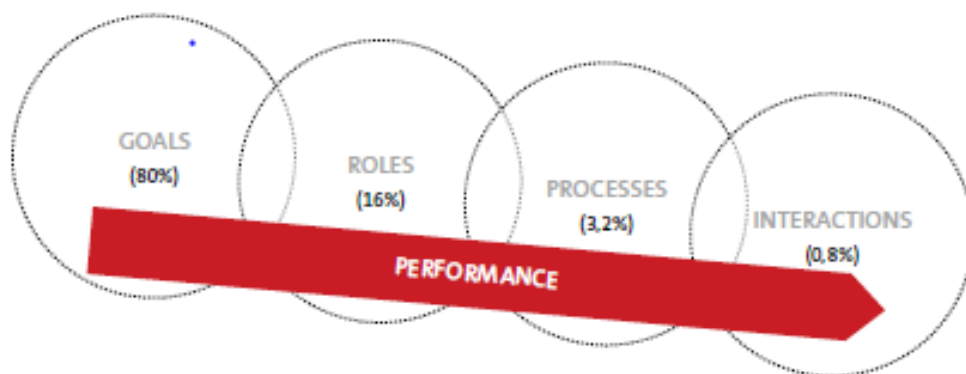 GOALS
(80%)
ROLES
(16%)
PROCESSES
(3,2%)
INTERACTIONS
(0,8%)
PERFORMANCE